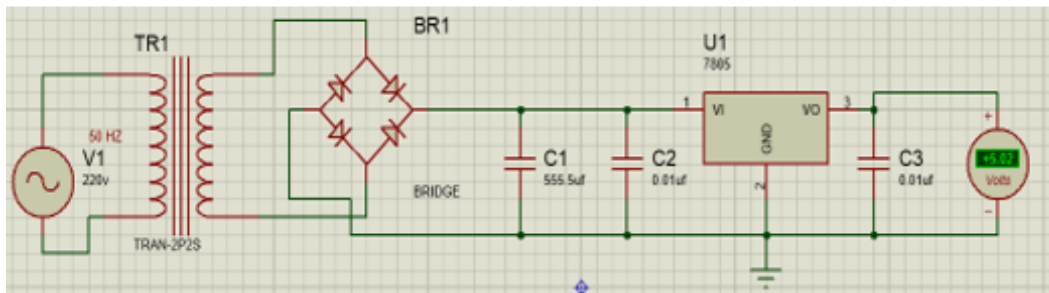 BR1
TR1
U1
7805
50 HZ
V1
220v
1
VI
VO
3
GND
2
C1
555.5uf
C2
0.01uf
C3
0.01uf
+
+5.02
Volts
−
BRIDGE
TRAN-2P2S